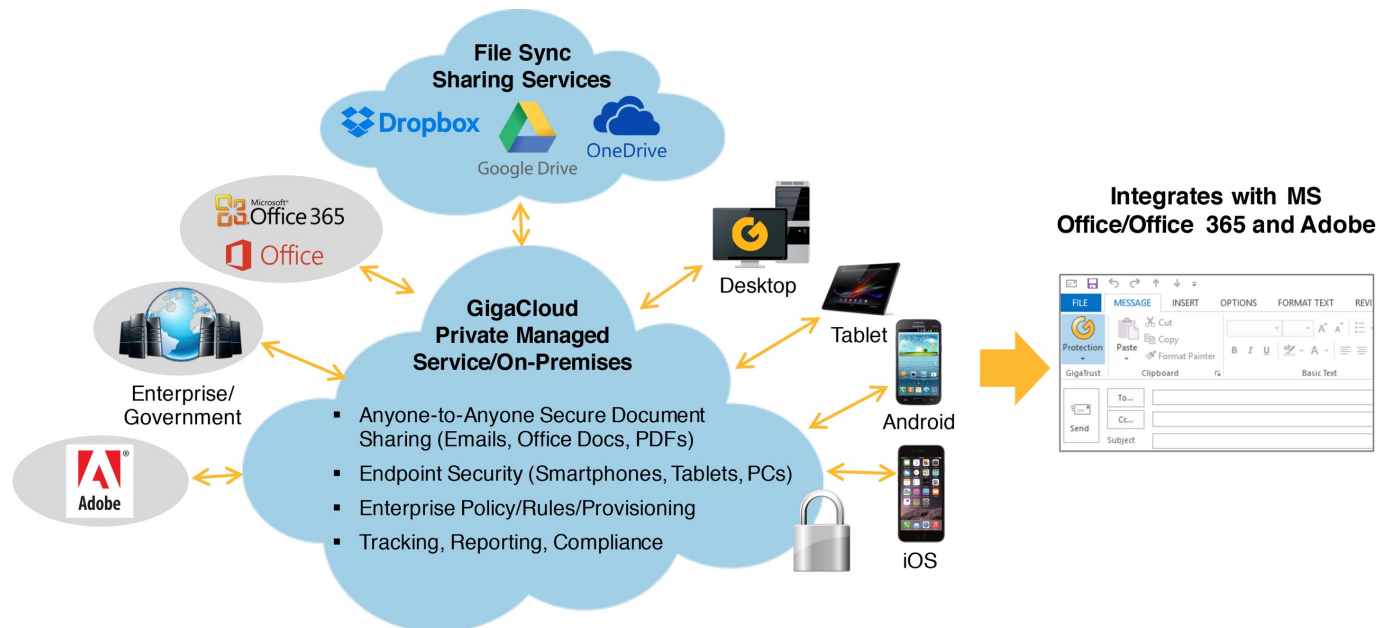 File Sync
Sharing Services
Dropbox
Google Drive
OneDrive
Microsoft®
Office 365
Office
Enterprise/
Government
Adobe
®
GigaCloud
Private Managed
Service/On-Premises
▪ Anyone-to-Anyone Secure Document
Sharing (Emails, Office Docs, PDFs)
▪ Endpoint Security (Smartphones, Tablets, PCs)
▪ Enterprise Policy/Rules/Provisioning
▪ Tracking, Reporting, Compliance
Desktop
Tablet
Android
iOS
Integrates with MS
Office/Office 365 and Adobe
FILE MESSAGE INSERT OPTIONS FORMAT TEXT REVI
Protection
GigaTrust
Paste
Cut
Copy
Format Painter
Clipboard
B I U
Basic Text
Send
To...
Cc...
Subject